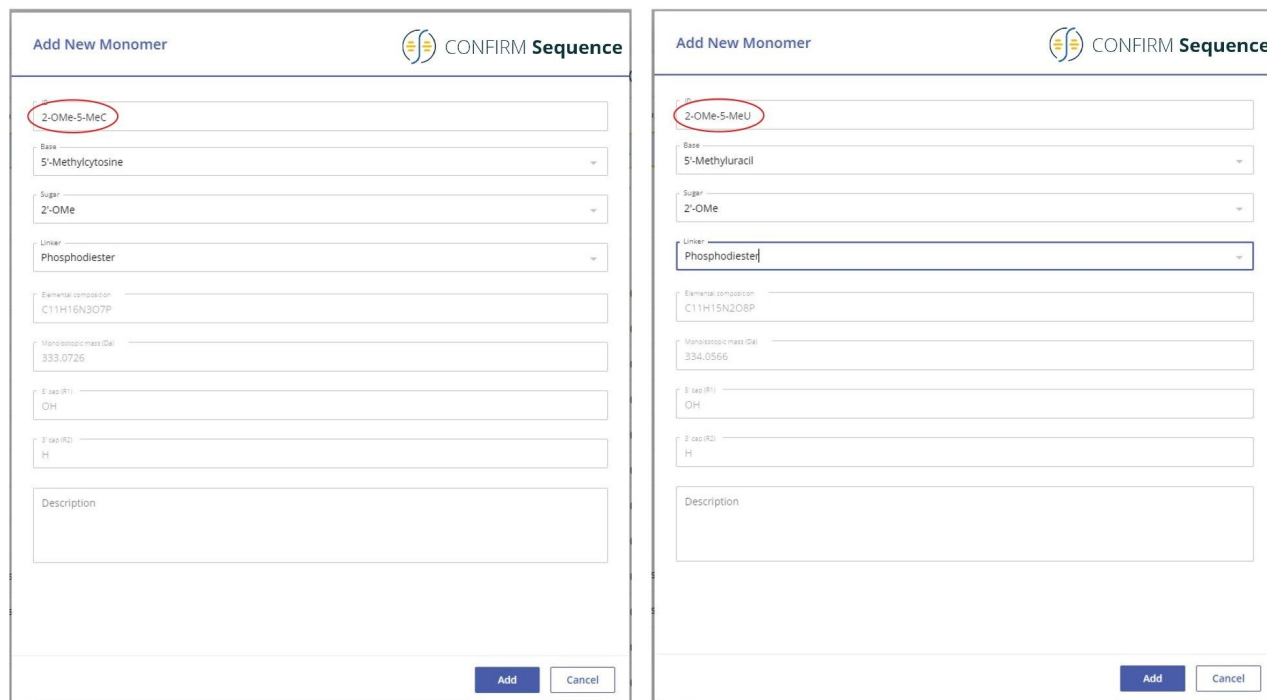 Add New Monomer
CONFIRM Sequence
ID
2-OMe-5-MeC
Base
5'-Methylcytosine
Sugar
2'-OMe
Linker
Phosphodiester
Elemental composition
C11H16N3O7P
Monoisotopic mass (Da)
333.0726
5' cap (R1)
OH
3' cap (R2)
H
Description
Add
Cancel
Add New Monomer
CONFIRM Sequence
ID
2-OMe-5-MeU
Base
5'-Methyluracil
Sugar
2'-OMe
Linker
Phosphodiester
Elemental composition
C11H15N2O8P
Monoisotopic mass (Da)
334.0566
5' cap (R1)
OH
3' cap (R2)
H
Description
Add
Cancel